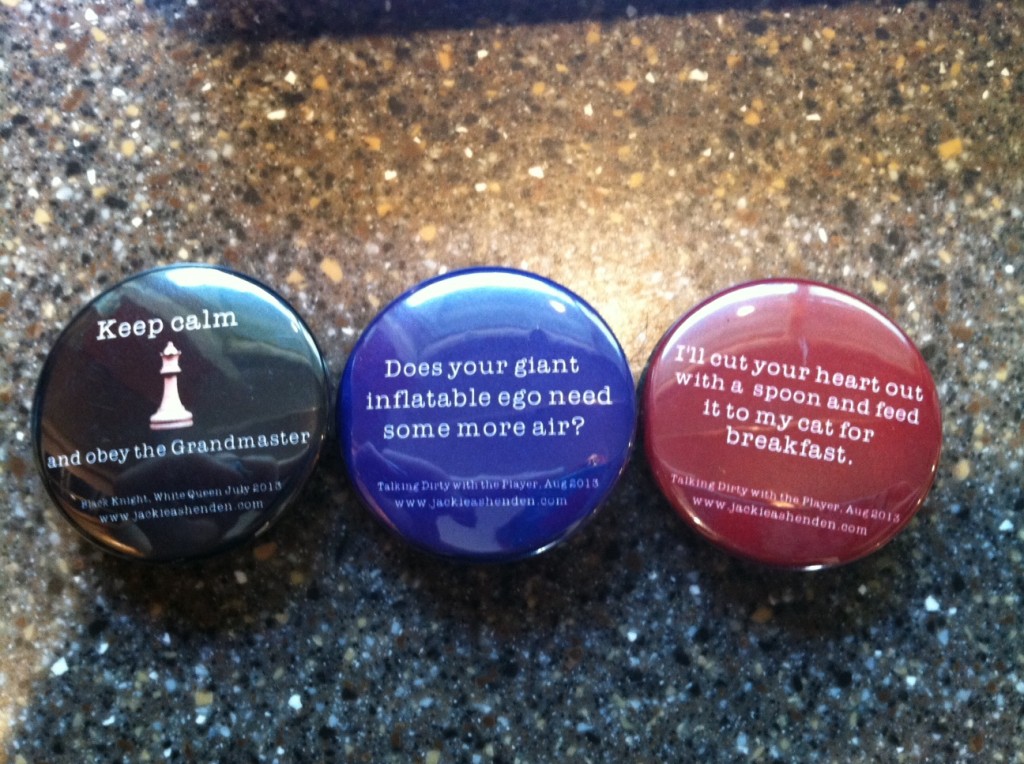 Keep calm
and obey the Grandmaster
Black Knight, White Queen July 2013
www.jackieashenden.com
Does your giant
inflatable ego need
some more air?
Talking Dirty with the Player, Aug 2013
www.jackieashenden.com
I'll cut your heart out
with a spoon and feed
it to my cat for
breakfast.
Talking Dirty with the Player, Aug 2013
www.jackieashenden.com